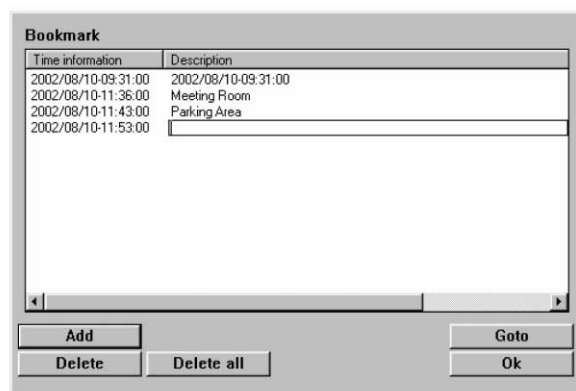 Bookmark
Time information Description
2002/08/10-09:31:00 2002/08/10-09:31:00
2002/08/10-11:36:00 Meeting Room
2002/08/10-11:43:00 Parking Area
2002/08/10-11:53:00
Add Goto
Delete Delete all Ok